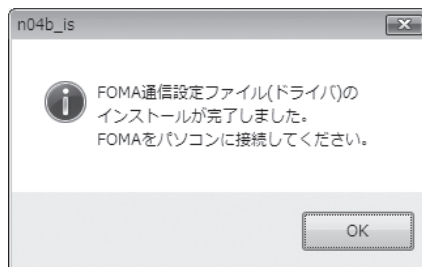 n04b_is
FOMA通信設定ファイル(ドライバ)の
インストールが完了しました。
FOMAをパソコンに接続してください。
OK